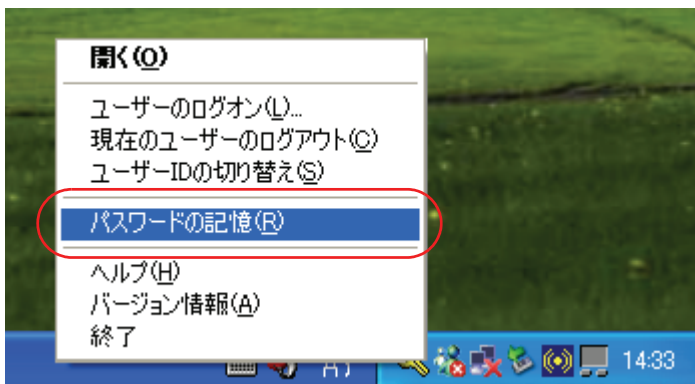 開く(O)
ユーザーのログオン(L)...
現在のユーザーのログアウト(C)
ユーザーIDの切り替え(S)
パスワードの記憶(R)
ヘルプ(H)
バージョン情報(A)
終了
14:33